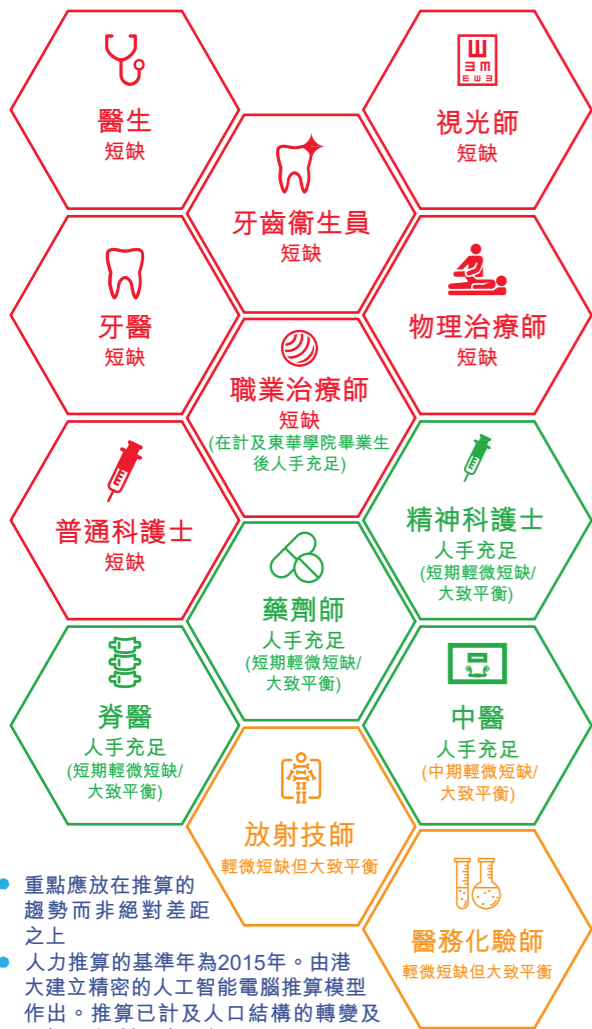 醫生
短缺
視光師
短缺
牙齒衞生員
短缺
牙醫
短缺
物理治療師
短缺
職業治療師
短缺
(在計及東華學院畢業生
後人手充足)
普通科護士
短缺
精神科護士
人手充足
(短期輕微短缺/
大致平衡)
藥劑師
人手充足
(短期輕微短缺/
大致平衡)
脊醫
人手充足
(短期輕微短缺/
大致平衡)
中醫
人手充足
(中期輕微短缺/
大致平衡)
放射技師
輕微短缺但大致平衡
醫務化驗師
輕微短缺但大致平衡
● 重點應放在推算的
趨勢而非絕對差距
之上
● 人力推算的基準年為2015年。由港
大建立精密的人工智能電腦推算模型
作出。推算已計及人口結構的轉變及